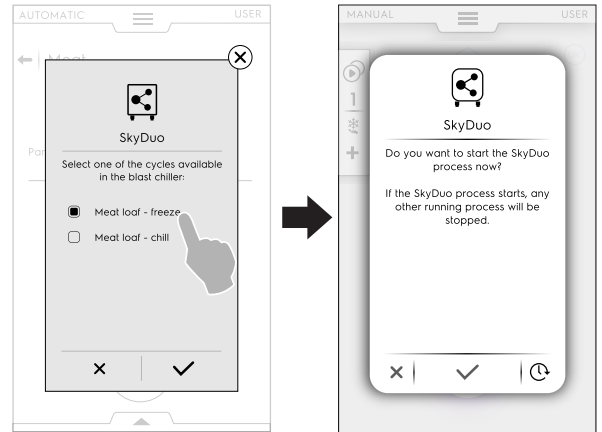 AUTOMATIC
USER
Meat
Par
SkyDuo
Select one of the cycles available
in the blast chiller:
Meat loaf - freeze
Meat loaf - chill
MANUAL
USER
1
SkyDuo
Do you want to start the SkyDuo
process now?
If the SkyDuo process starts, any
other running process will be
stopped.